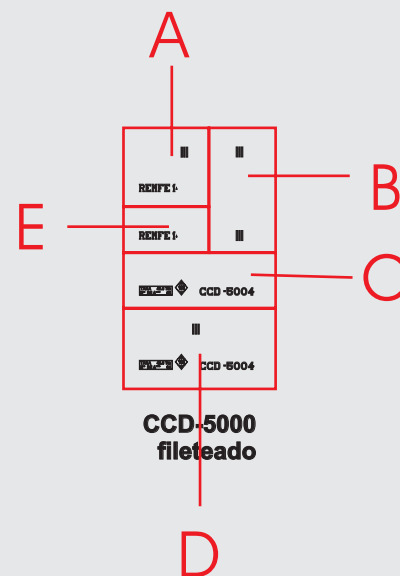 A
III
III
RENFE 1.
B
E
RENFE 1.
III
CCD-5004
C
III
CCD-5004
CCD-5000
fileteado
D